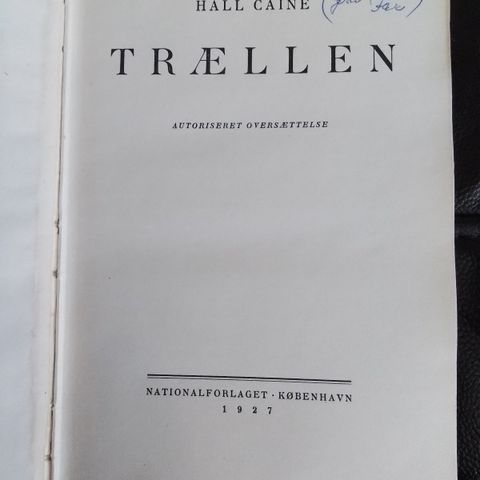 HALL CAINE
TRÆLLEN
AUTORISERET OVERSÆTTELSE
NATIONALFORLAGET · KØBENHAVN
1927